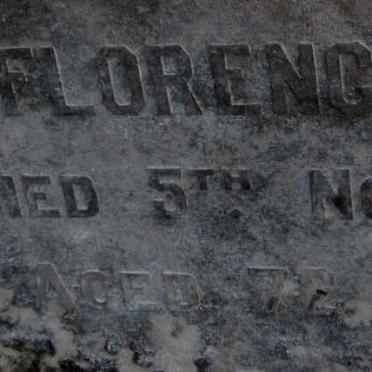 FLORENC
IED 5TH NO
AGED 72